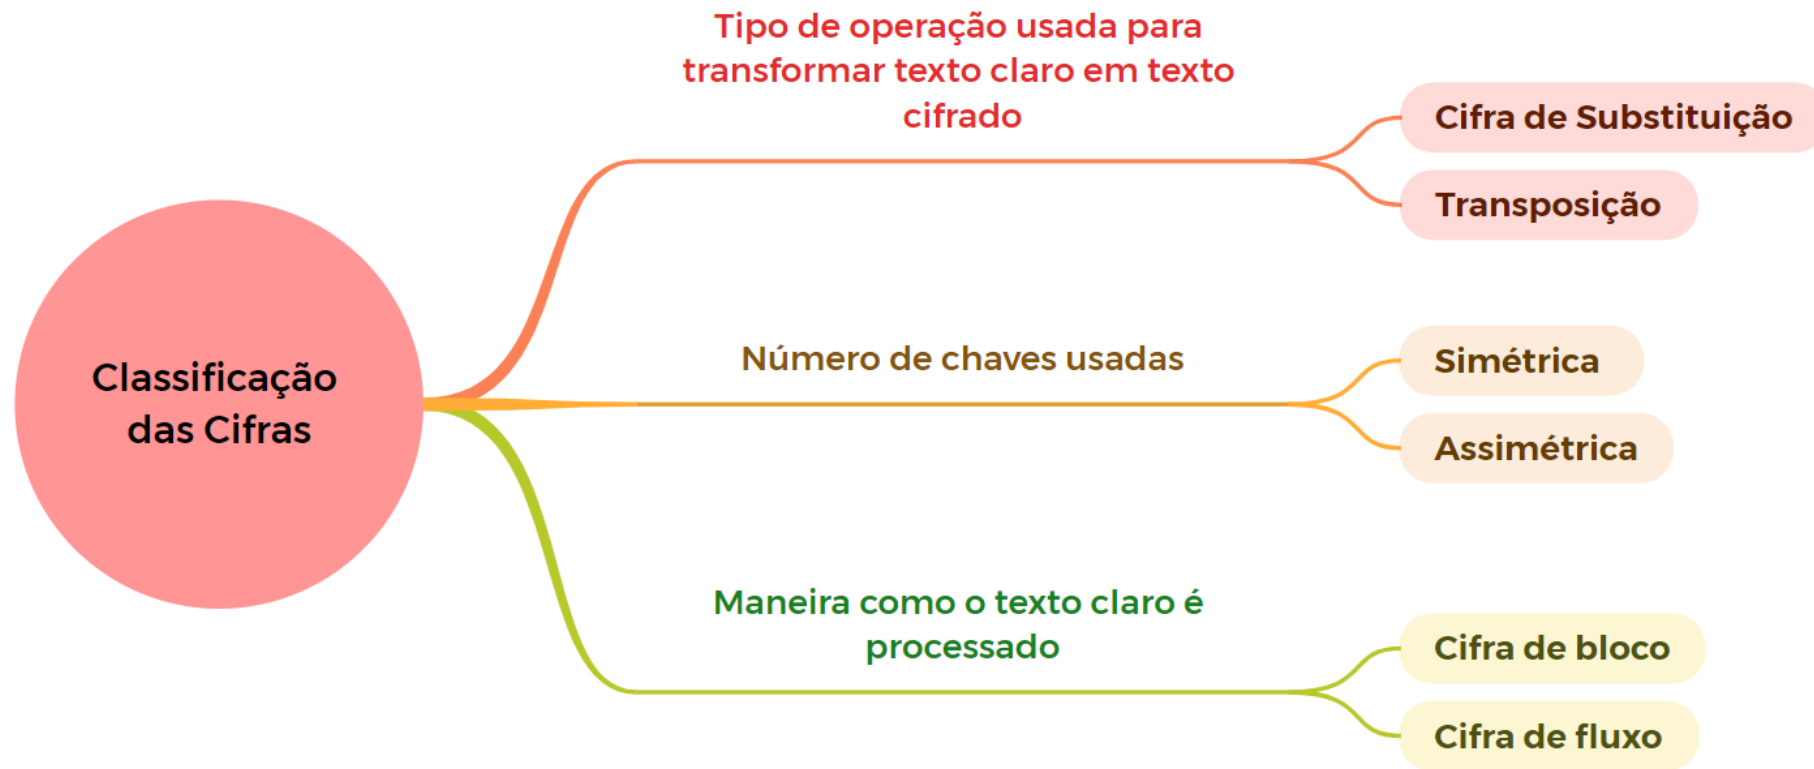 Tipo de operação usada para
transformar texto claro em texto
cifrado
Cifra de Substituição
Transposição
Classificação
das Cifras
Número de chaves usadas
Simétrica
Assimétrica
Maneira como o texto claro é
processado
Cifra de bloco
Cifra de fluxo